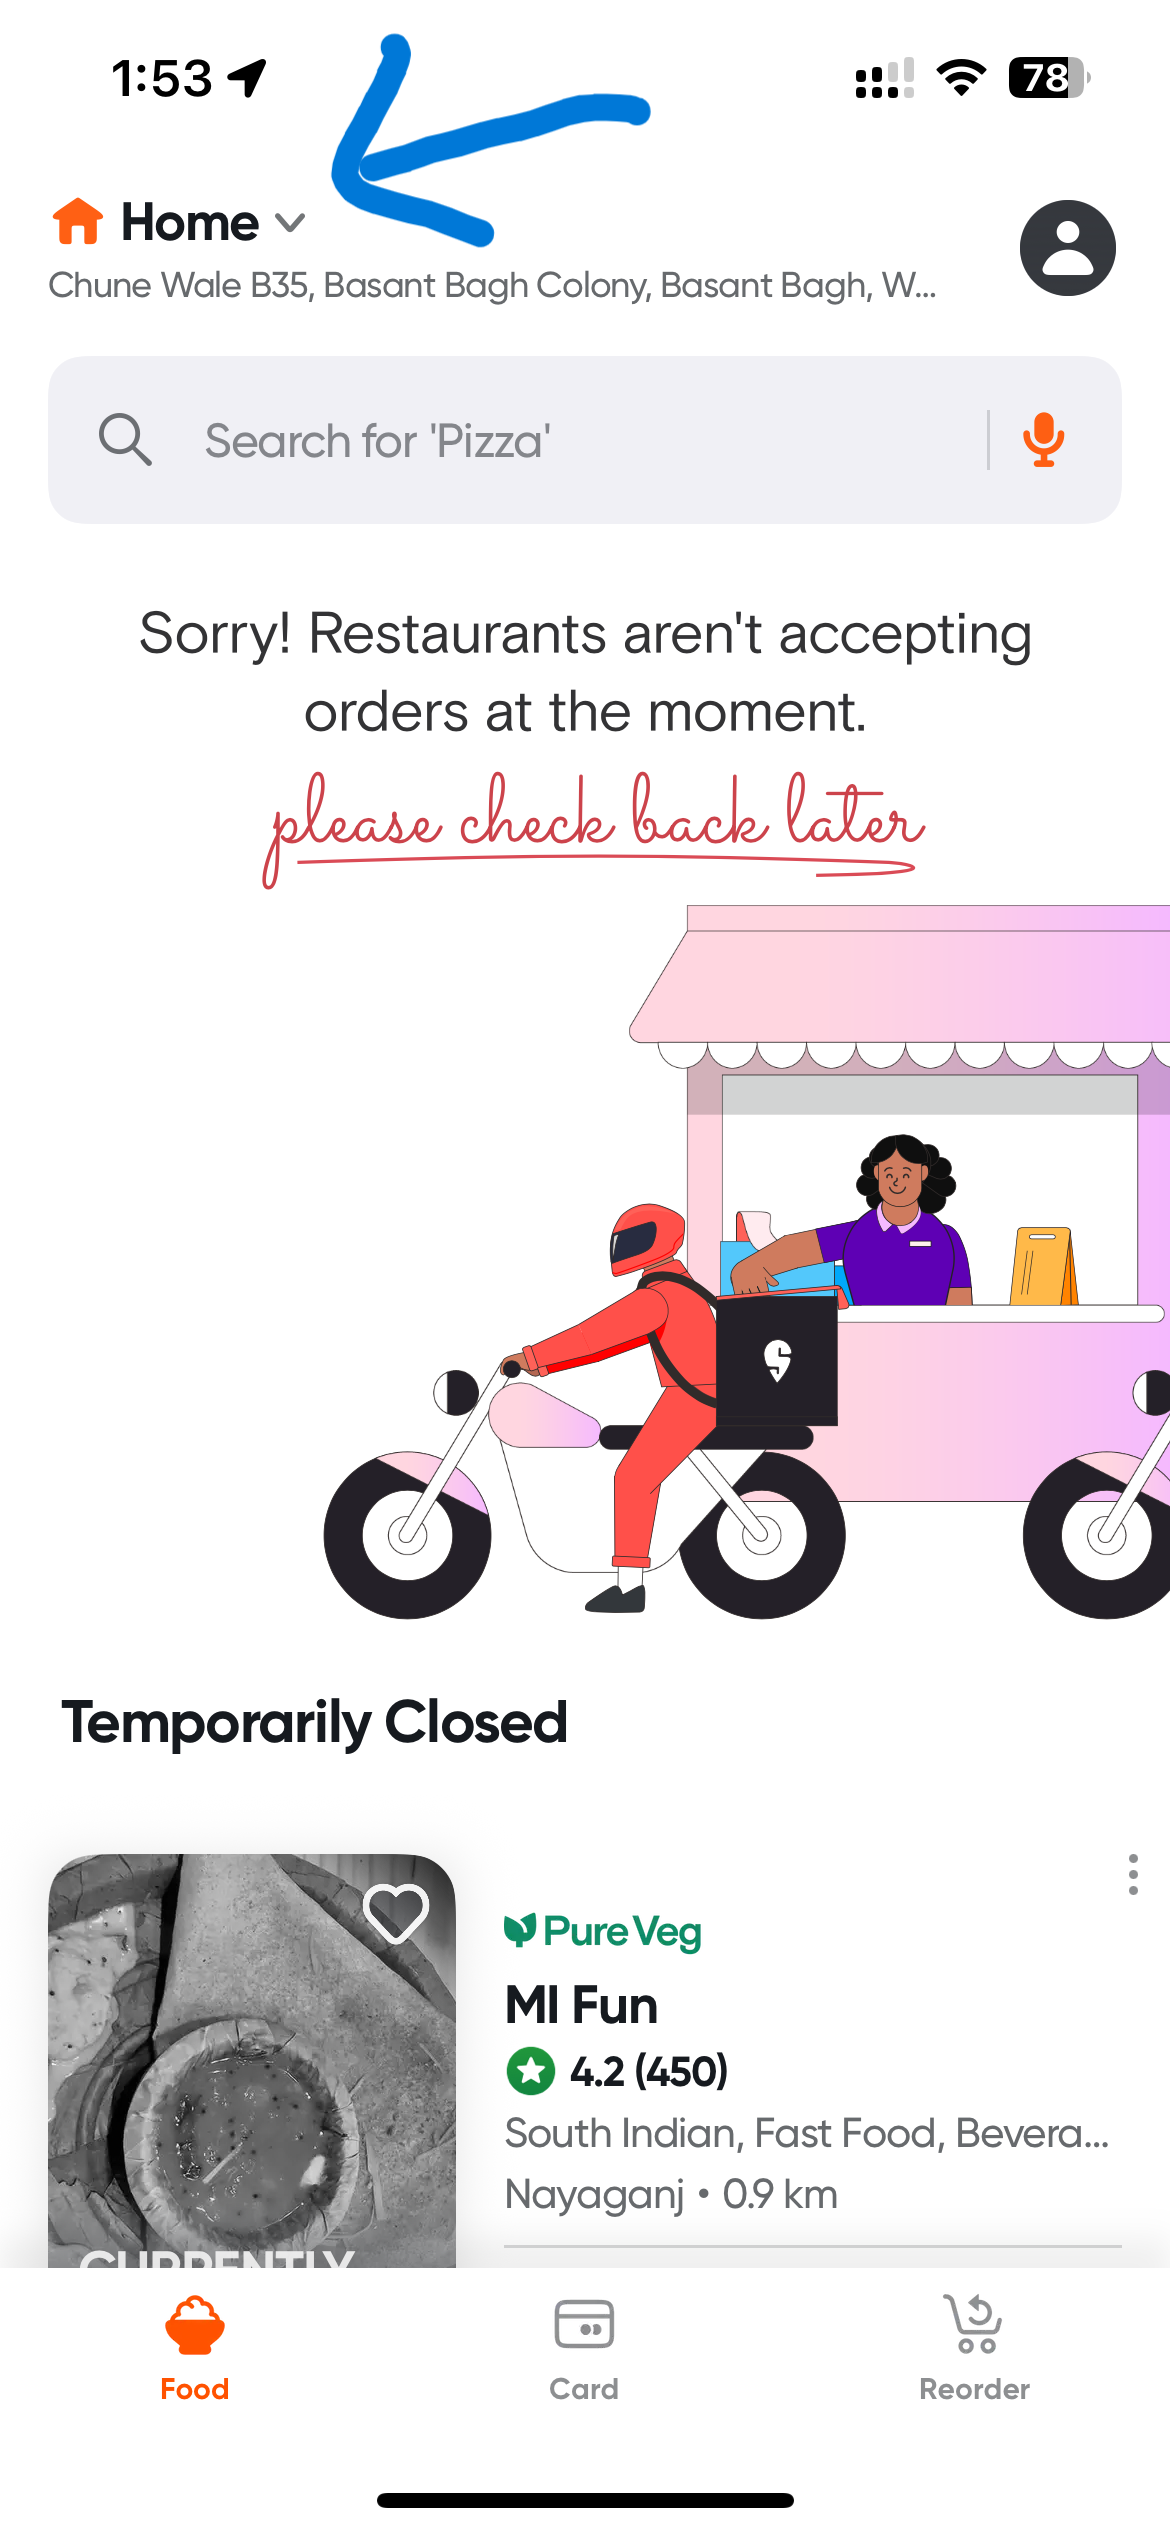 1:53
78
Home
Chune Wale B35, Basant Bagh Colony, Basant Bagh, W...
Search for 'Pizza'
Sorry! Restaurants aren't accepting
orders at the moment.
please check back later
Temporarily Closed
Pure Veg
MI Fun
4.2 (450)
South Indian, Fast Food, Bevera...
Nayaganj • 0.9 km
CURRENTLY
Food
Card
Reorder